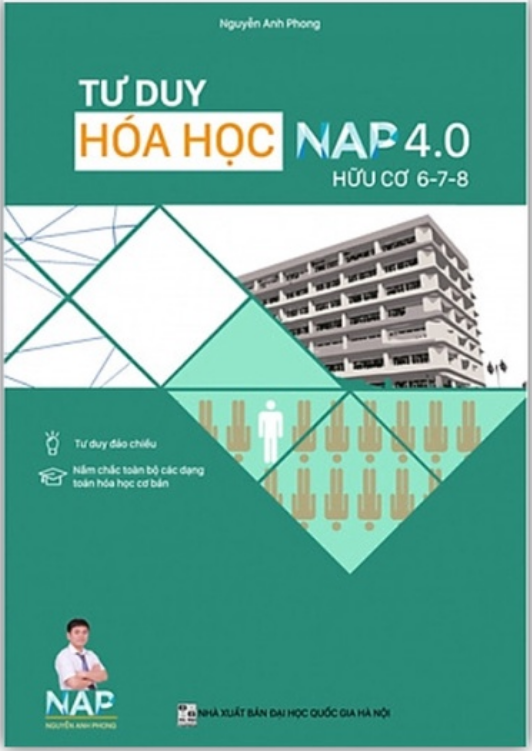 Nguyễn Anh Phong
TƯ DUY
HÓA HỌC NAP 4.0
HỮU CƠ 6-7-8
Tư duy đảo chiều
Nắm chắc toàn bộ các dạng
toán hóa học cơ bản
NAP
NGUYỄN ANH PHONG
NHÀ XUẤT BẢN ĐẠI HỌC QUỐC GIA HÀ NỘI